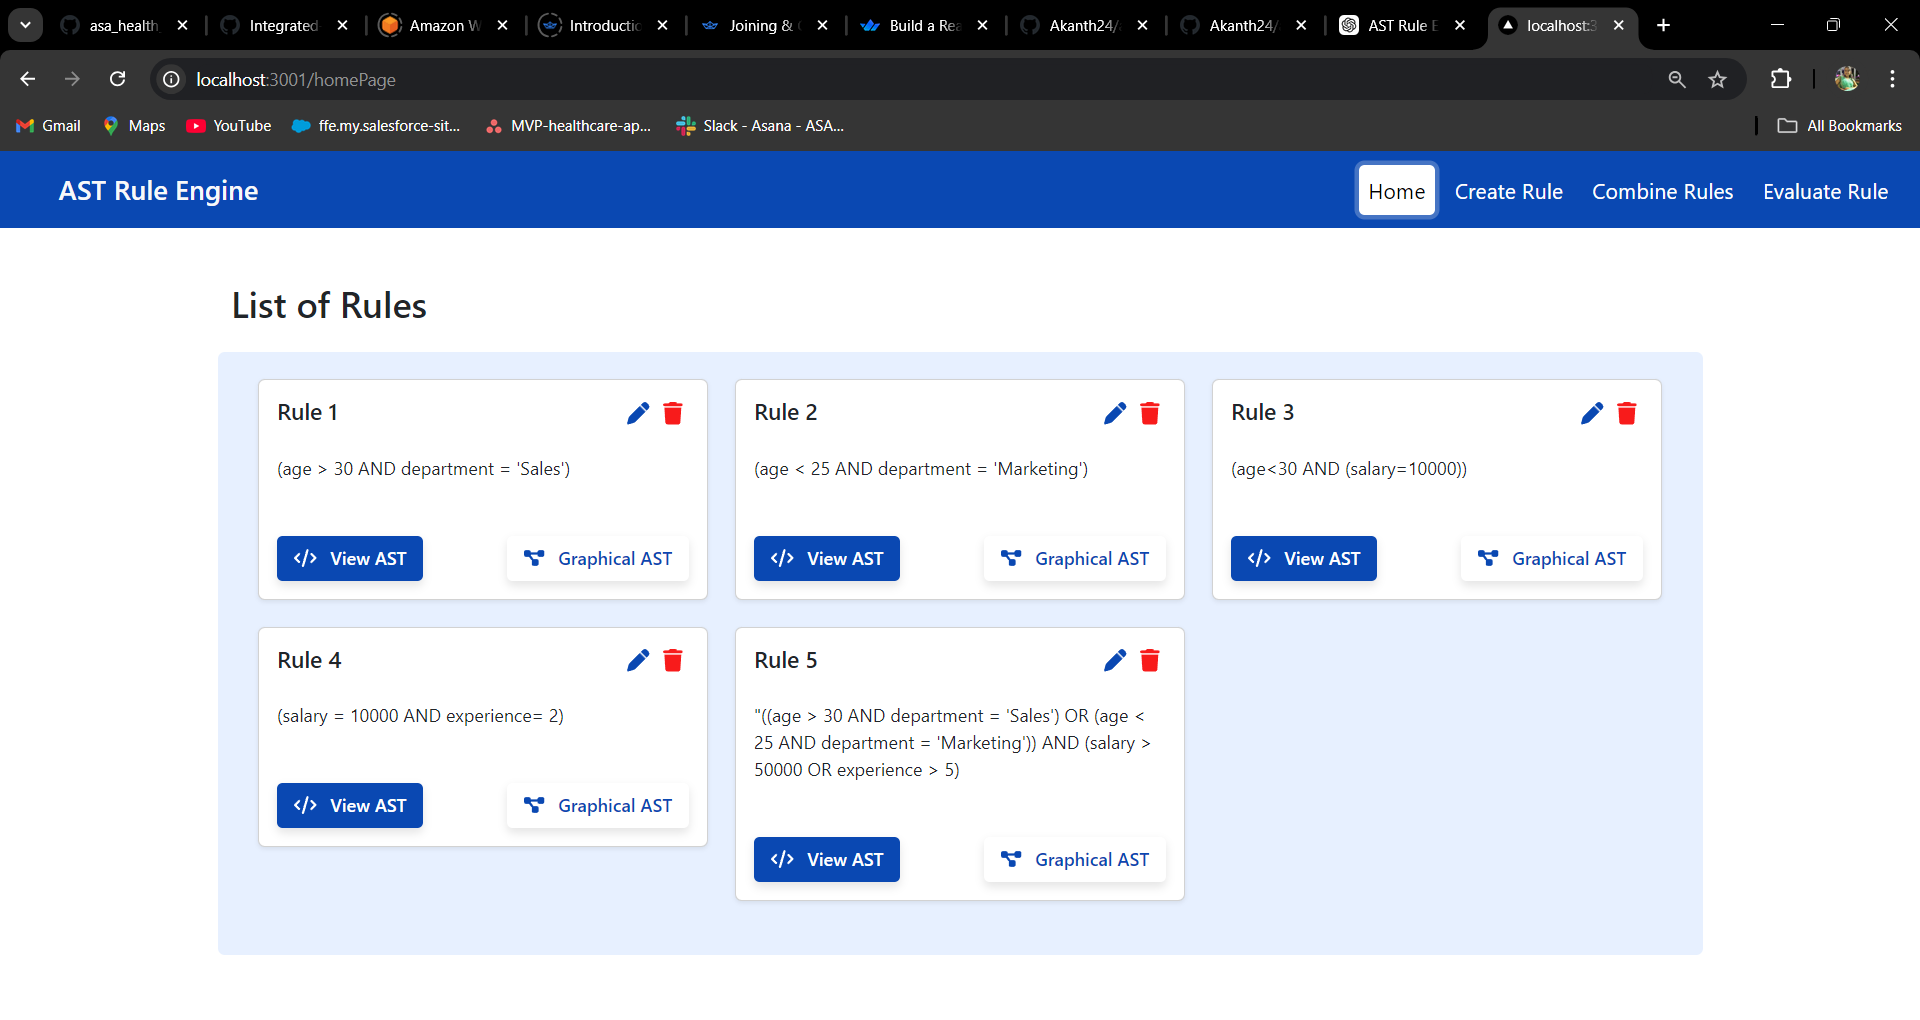 asa_health
Integrated
Amazon W
Introductic
Joining &
Build a Rea
Akanth24/
Akanth24/
AST Rule E
localhost:3
localhost:3001/homePage
Gmail
Maps
YouTube
ffe.my.salesforce-sit...
MVP-healthcare-ap...
Slack - Asana - ASA...
All Bookmarks
AST Rule Engine
Home
Create Rule
Combine Rules
Evaluate Rule
List of Rules
Rule 1
(age > 30 AND department = 'Sales')
</> View AST
Graphical AST
Rule 2
(age < 25 AND department = 'Marketing')
</> View AST
Graphical AST
Rule 3
(age<30 AND (salary=10000))
</> View AST
Graphical AST
Rule 4
(salary = 10000 AND experience= 2)
</> View AST
Graphical AST
Rule 5
"((age > 30 AND department = 'Sales') OR (age <
25 AND department = 'Marketing')) AND (salary >
50000 OR experience > 5)
</> View AST
Graphical AST